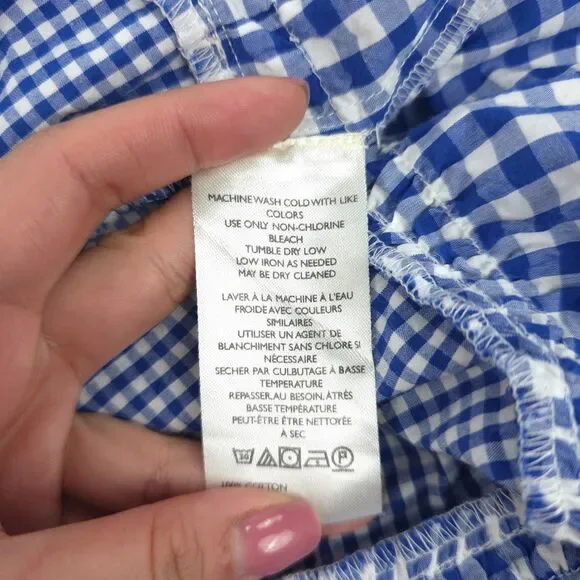 MACHINE WASH COLD WITH LIKE
COLORS
USE ONLY NON-CHLORINE
BLEACH
TUMBLE DRY LOW
LOW IRON AS NEEDED
MAY BE DRY CLEANED
LAVER À LA MACHINE À L'EAU
FROIDE AVEC COULEURS
SIMILAIRES
UTILISER UN AGENT DE
BLANCHIMENT SANS CHLORE SI
NÉCESSAIRE
SECHER PAR CULBUTAGE À BASSE
TEMPERATURE
REPASSER, AU BESOIN, À TRÈS
BASSE TEMPÉRATURE
PEUT-ÊTRE ÊTRE NETTOYÉE
À SEC
30 P
100% COTTON